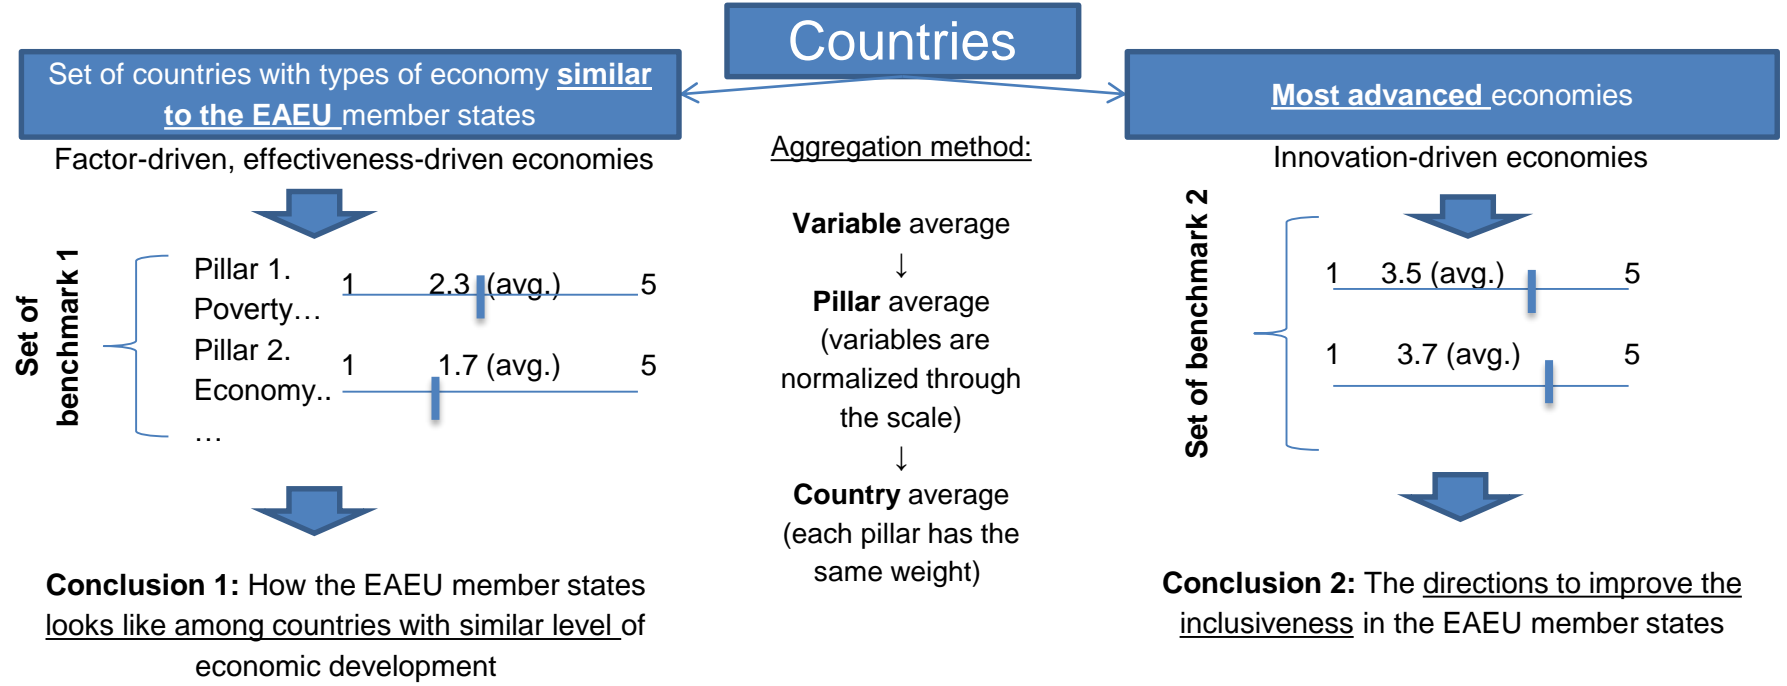 Countries
Set of countries with types of economy similar
to the EAEU member states
Factor-driven, effectiveness-driven economies
Set of
benchmark 1
Pillar 1.
Poverty…
1 2.3 (avg.) 5
Pillar 2.
Economy..
1 1.7 (avg.) 5
…
Conclusion 1: How the EAEU member states
looks like among countries with similar level of
economic development
Aggregation method:
Variable average
↓
Pillar average
(variables are
normalized through
the scale)
↓
Country average
(each pillar has the
same weight)
Most advanced economies
Innovation-driven economies
Set of benchmark 2
1 3.5 (avg.) 5
1 3.7 (avg.) 5
Conclusion 2: The directions to improve the
inclusiveness in the EAEU member states